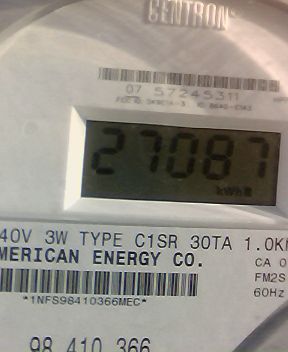 CENTRON
07 57245311
27087
kWh
40V 3W TYPE C1SR 30TA 1.0K
MERICAN ENERGY CO.
CA 0
FM2S
*1NFS98410366MEC*
60Hz
98 410 366